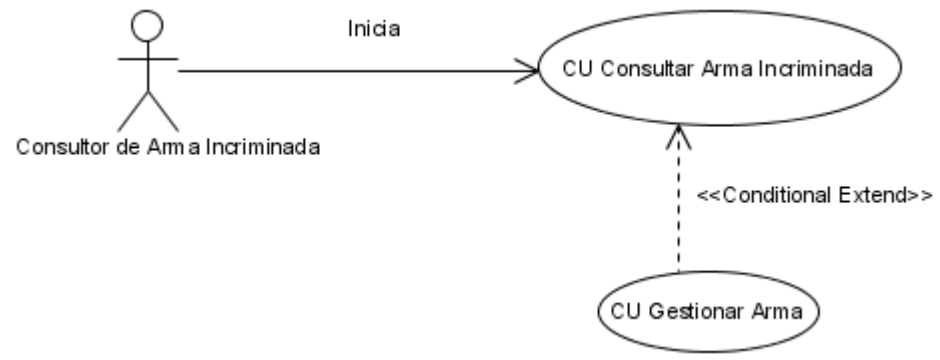 Inicia
CU Consultar Arma Incriminada
Consultor de Arma Incriminada
<<Conditional Extend>>
CU Gestionar Arma